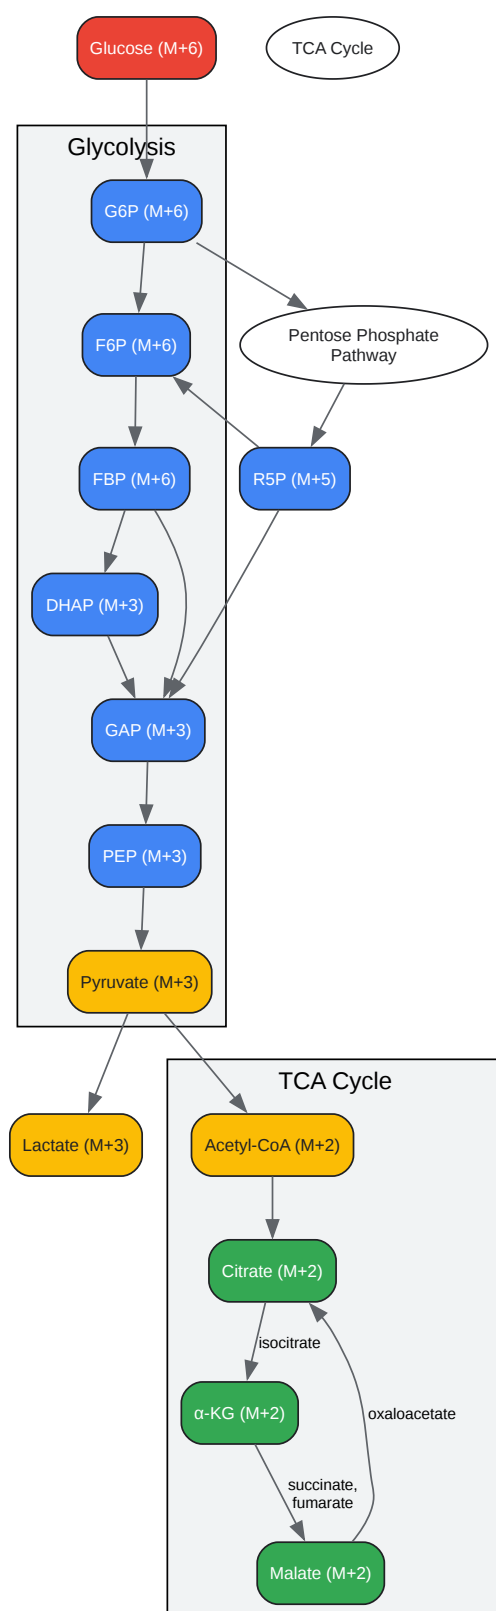 Glucose (M+6)
TCA Cycle
Glycolysis
G6P (M+6)
F6P (M+6)
Pentose Phosphate
Pathway
FBP (M+6)
R5P (M+5)
DHAP (M+3)
GAP (M+3)
PEP (M+3)
Pyruvate (M+3)
TCA Cycle
Lactate (M+3)
Acetyl-CoA (M+2)
Citrate (M+2)
isocitrate
α-KG (M+2)
oxaloacetate
succinate,
fumarate
Malate (M+2)